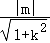 |m|
√1+k²